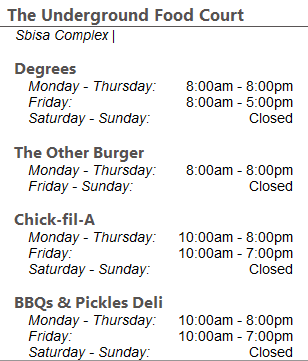 The Underground Food Court
Sbisa Complex |
Degrees
Monday - Thursday: 8:00am - 8:00pm
Friday: 8:00am - 5:00pm
Saturday - Sunday: Closed
The Other Burger
Monday - Thursday: 8:00am - 8:00pm
Friday - Sunday: Closed
Chick-fil-A
Monday - Thursday: 10:00am - 8:00pm
Friday: 10:00am - 7:00pm
Saturday - Sunday: Closed
BBQs & Pickles Deli
Monday - Thursday: 10:00am - 8:00pm
Friday: 10:00am - 7:00pm
Saturday - Sunday: Closed